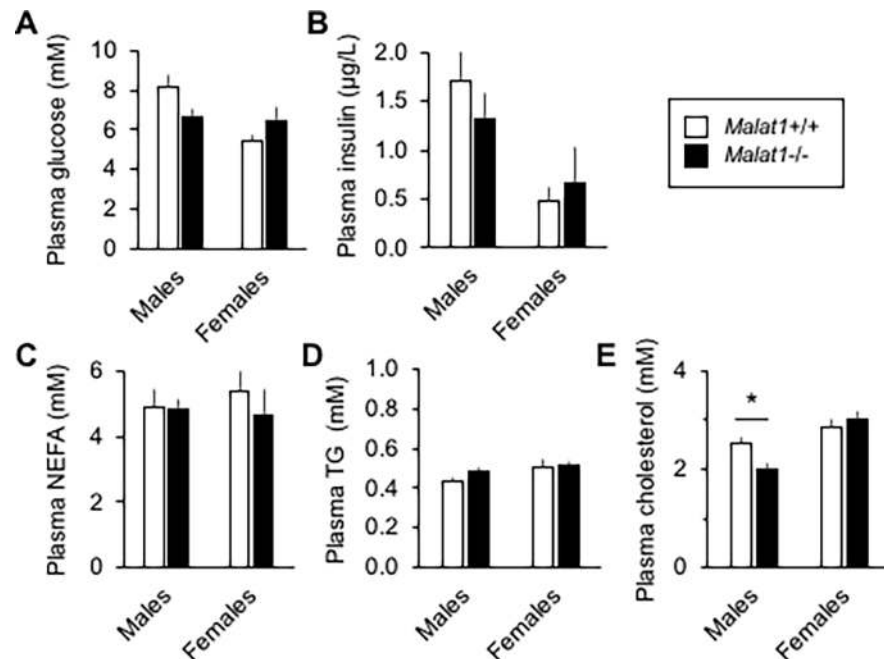 A
Plasma glucose (mM)
10
8
6
4
2
0
Males
Females
B
Plasma insulin (µg/L)
2.0
1.5
1.0
0.5
0.0
Males
Females
Malat1+/+
Malat1-/-
C
Plasma NEFA (mM)
6
4
2
0
Males
Females
D
Plasma TG (mM)
1.0
0.8
0.6
0.4
0.2
0.0
Males
Females
E
Plasma cholesterol (mM)
4
2
0
★
Males
Females